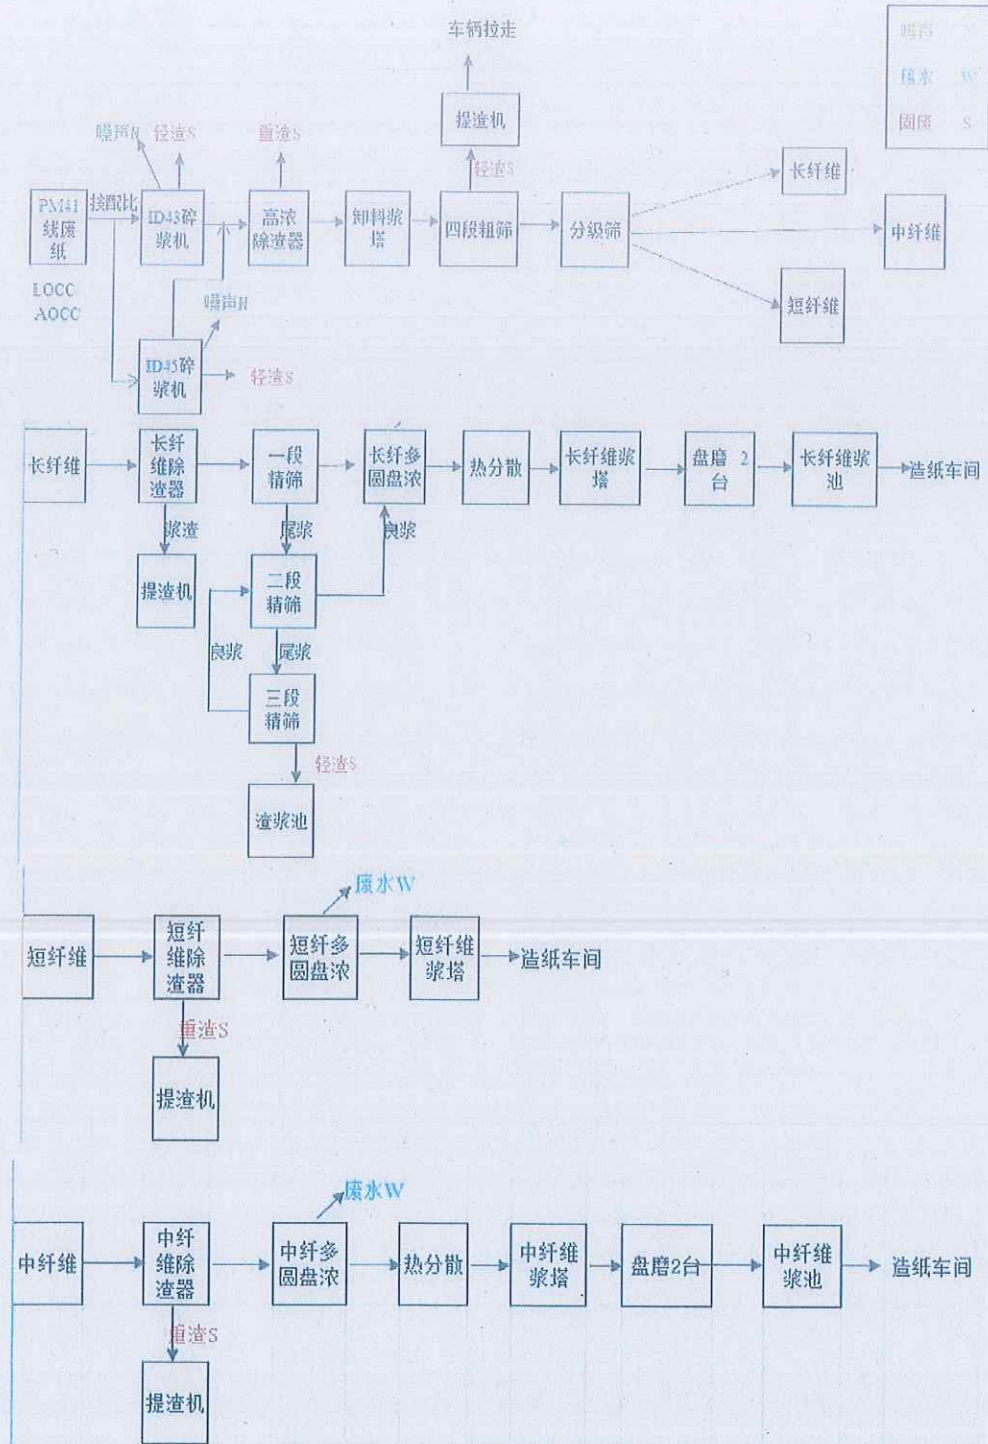 车辆拉走
噪声 N
废水 W
固废 S
提渣机
噪声N 轻渣S
重渣S
轻渣S
长纤维
PM41
线废
纸
按配比
ID43碎
浆机
高浓
除渣器
卸料浆
塔
四段粗筛
分级筛
中纤维
LOCC
AOCC
噪声N
短纤维
ID45碎
浆机
轻渣S
长纤维
长纤
维除
渣器
一段
精筛
长纤多
圆盘浓
热分散
长纤维浆
塔
盘磨 2
台
长纤维浆
池
造纸车间
浆渣
尾浆
良浆
提渣机
二段
精筛
良浆
尾浆
三段
精筛
轻渣S
渣浆池
废水W
短纤维
短纤
维除
渣器
短纤多
圆盘浓
短纤维
浆塔
造纸车间
重渣S
提渣机
废水W
中纤维
中纤
维除
渣器
中纤多
圆盘浓
热分散
中纤维
浆塔
盘磨2台
中纤维
浆池
造纸车间
重渣S
提渣机